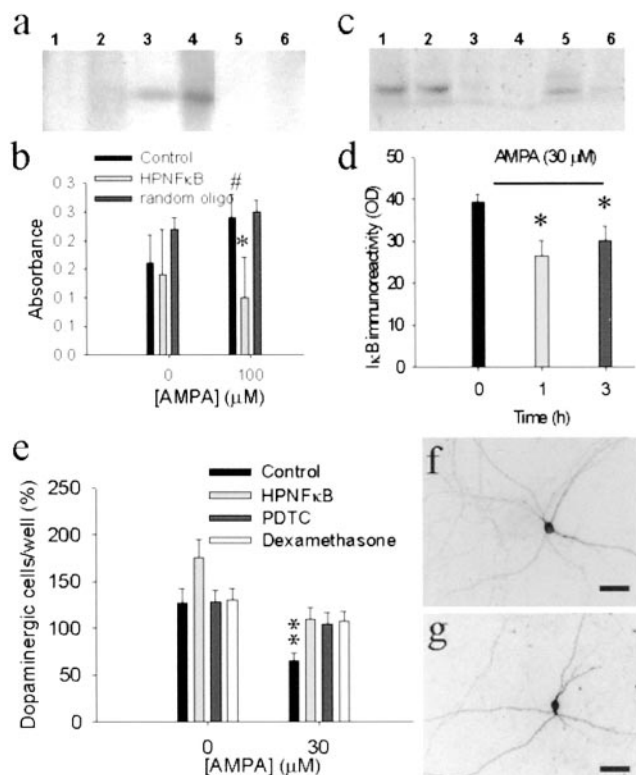 a
1 2 3 4 5 6
c
1 2 3 4 5 6
b
Control
HPNFκB
random oligo
0.3
0.3
0.2
0.2
0.1
0.1
0.0
Absorbance
#
*
0 100
[AMPA] (μM)
d
AMPA (30 μM)
50
40
30
20
10
0
IκB immunoreactivity (OD)
*
*
0 1 3
Time (h)
e
Control
HPNFκB
PDTC
Dexamethasone
250
200
150
100
50
0
Dopaminergic cells/well (%)
**
0 30
[AMPA] (μM)
f
g